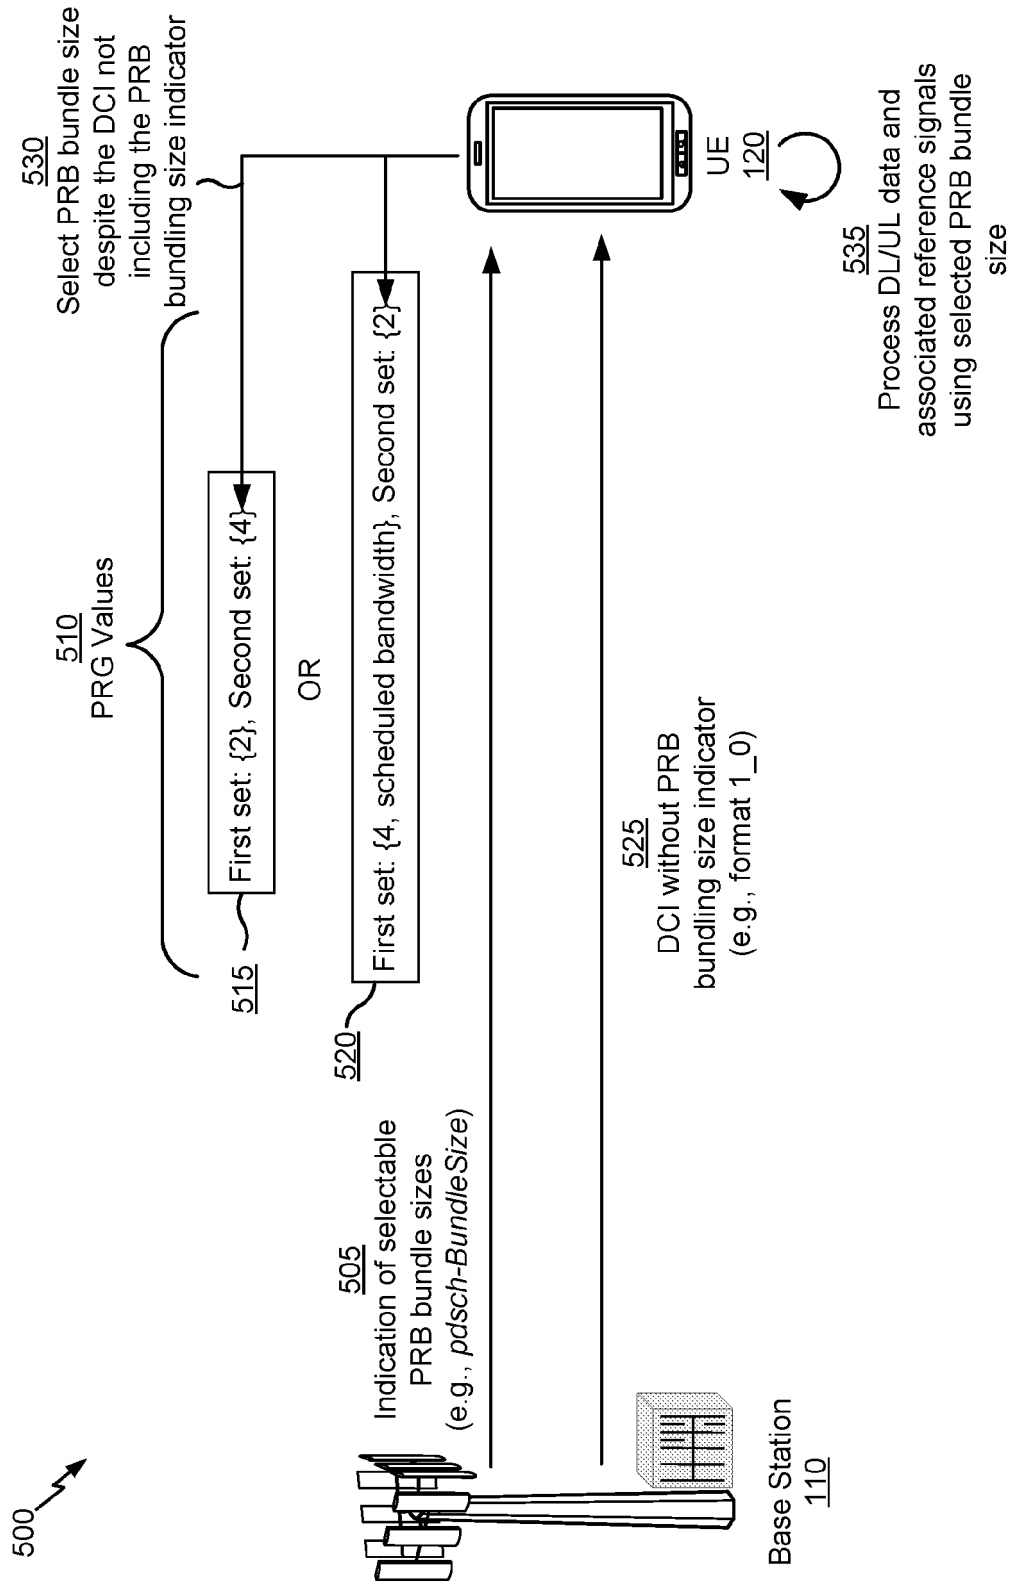 500
510
PRG Values
530
Select PRB bundle size
despite the DCI not
including the PRB
bundling size indicator
515
First set: {2}, Second set: {4}
OR
520
First set: {4, scheduled bandwidth}, Second set: {2}
505
Indication of selectable
PRB bundle sizes
(e.g., pdsch-BundleSize)
525
DCI without PRB
bundling size indicator
(e.g., format 1_0)
Base Station
110
UE
120
535
Process DL/UL data and
associated reference signals
using selected PRB bundle
size